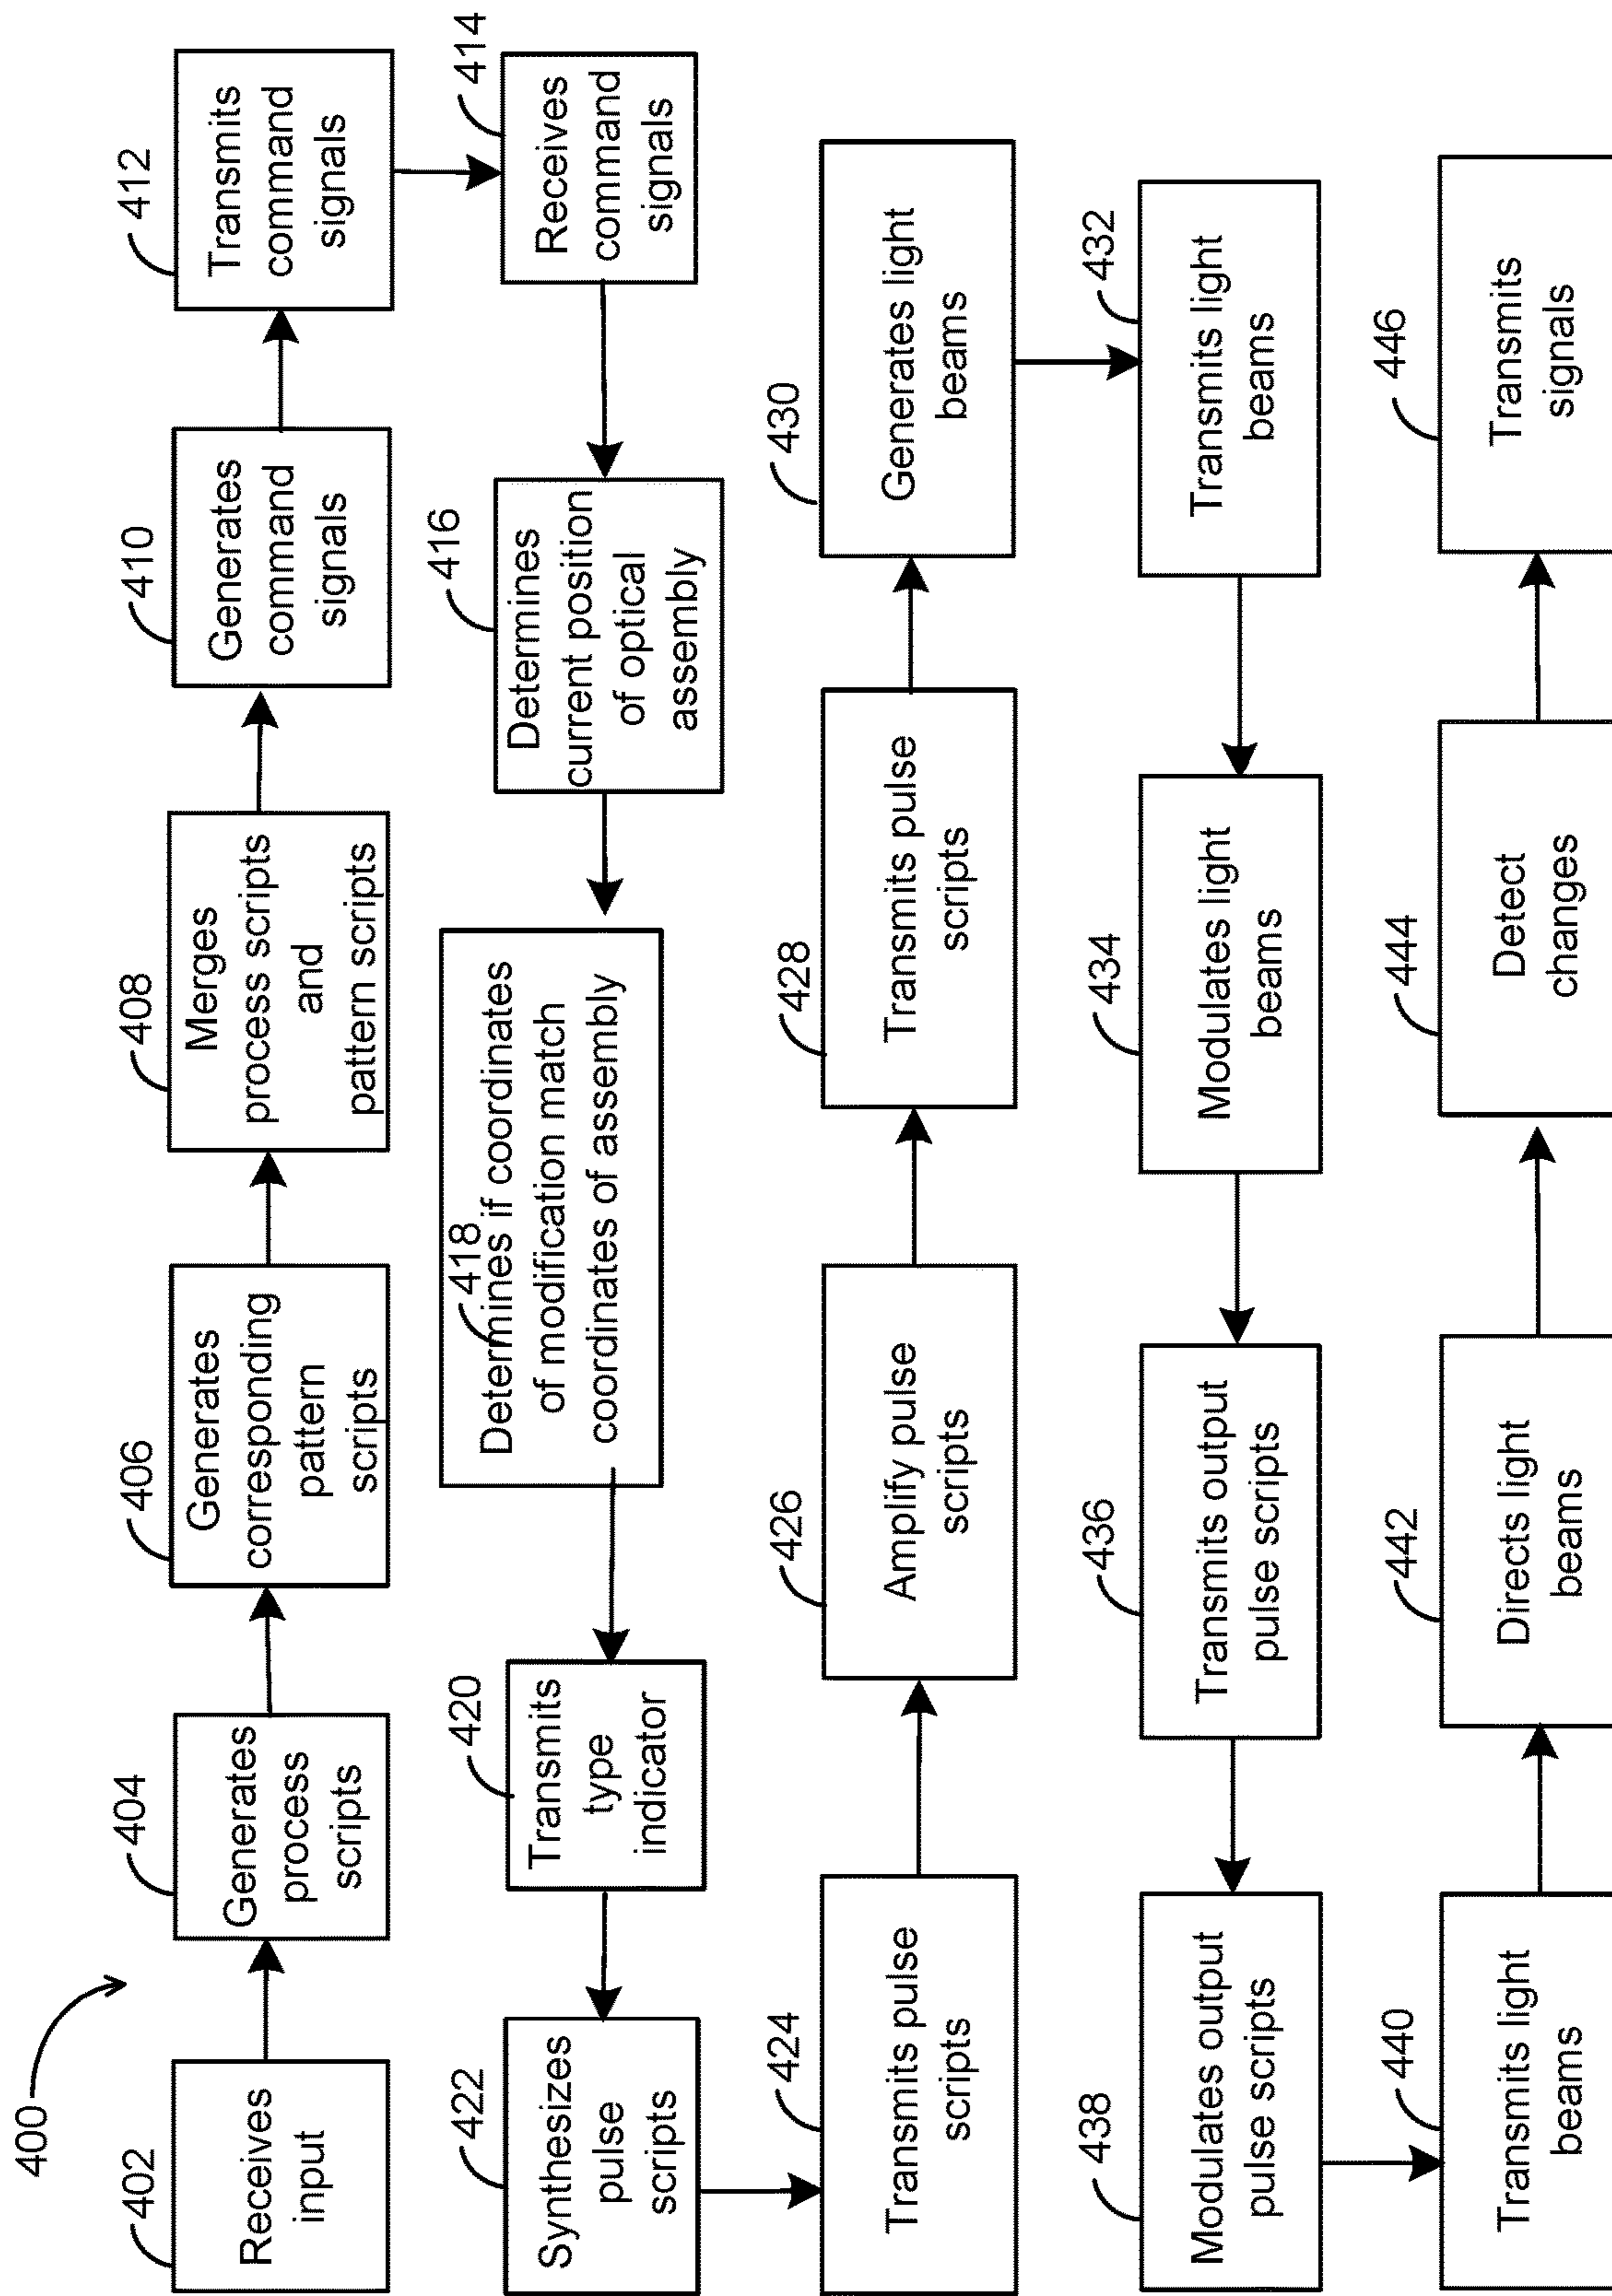 400
402
Receives
input
404
Generates
process
scripts
406
Generates
corresponding
pattern
scripts
408
Merges
process scripts
and
pattern scripts
410
Generates
command
signals
412
Transmits
command
signals
414
Receives
command
signals
416
Determines
current position
of optical
assembly
418
Determines if coordinates
of modification match
coordinates of assembly
420
Transmits
type
indicator
422
Synthesizes
pulse
scripts
424
Transmits pulse
scripts
426
Amplify pulse
scripts
428
Transmits pulse
scripts
430
Generates light
beams
432
Transmits light
beams
434
Modulates light
beams
436
Transmits output
pulse scripts
438
Modulates output
pulse scripts
440
Transmits light
beams
442
Directs light
beams
444
Detect
changes
446
Transmits
signals